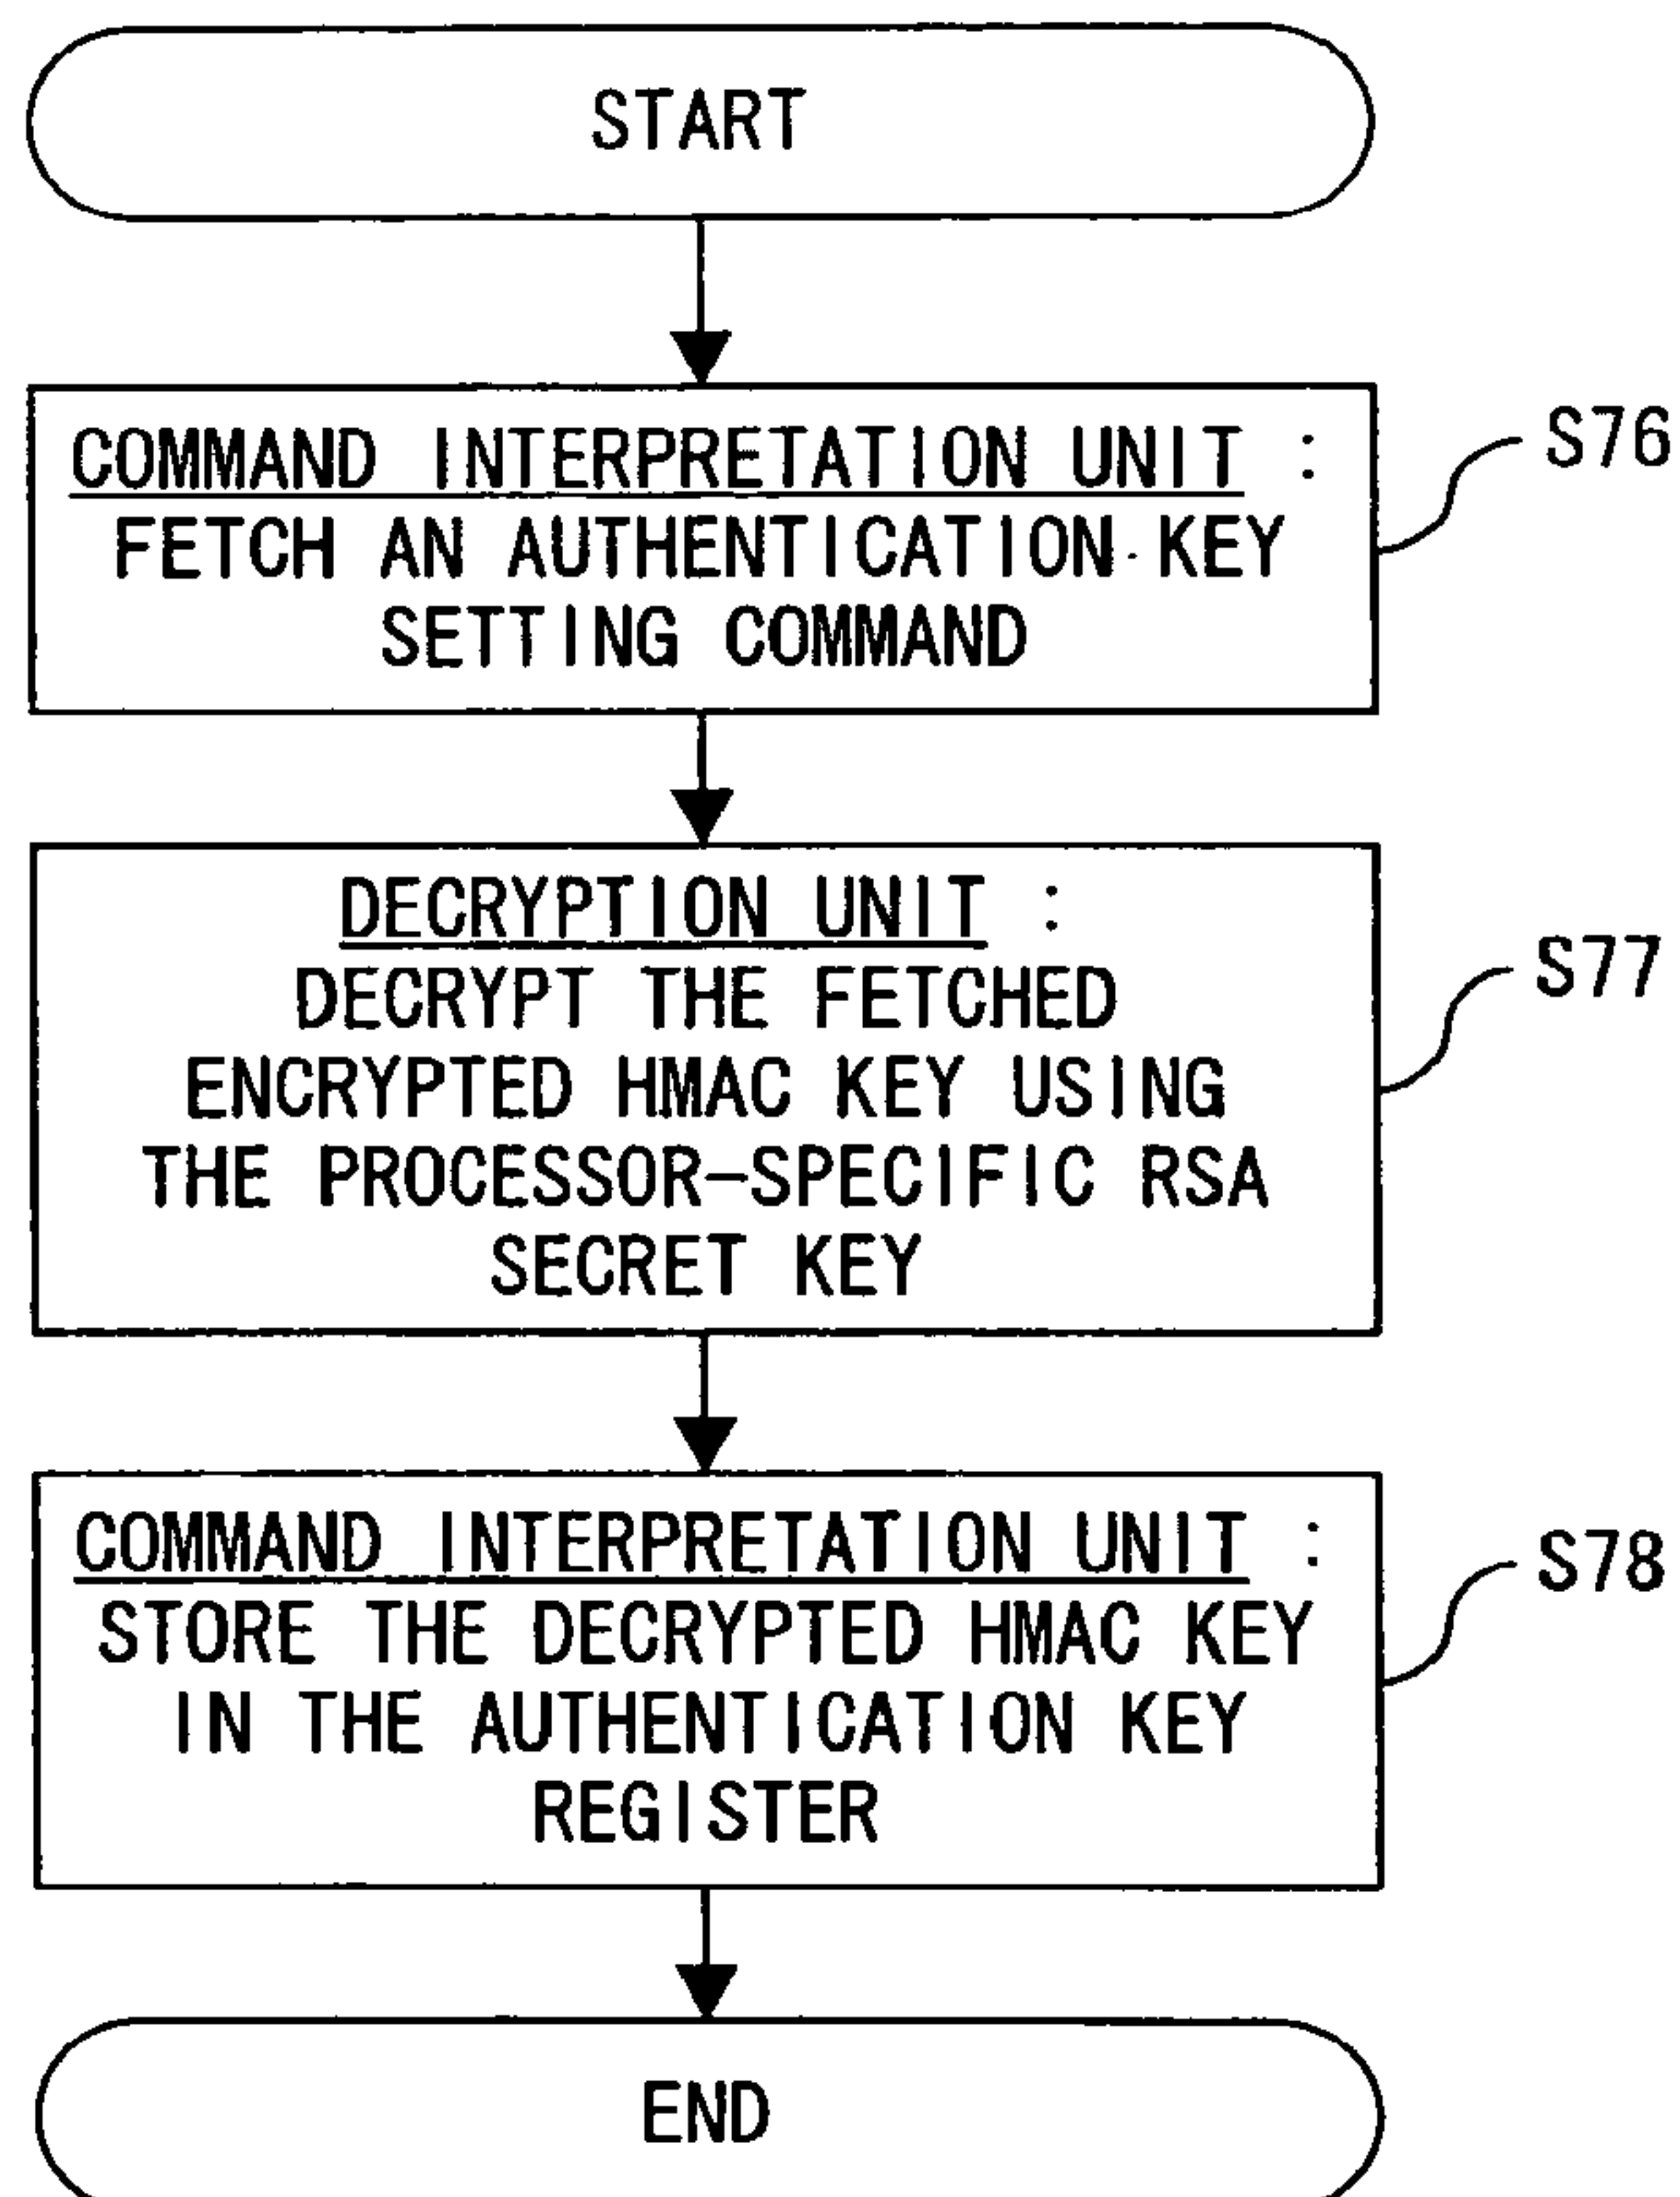 START
COMMAND INTERPRETATION UNIT :
FETCH AN AUTHENTICATION KEY
SETTING COMMAND
S76
DECRYPTION UNIT :
DECRYPT THE FETCHED
ENCRYPTED HMAC KEY USING
THE PROCESSOR-SPECIFIC RSA
SECRET KEY
S77
COMMAND INTERPRETATION UNIT :
STORE THE DECRYPTED HMAC KEY
IN THE AUTHENTICATION KEY
REGISTER
S78
END